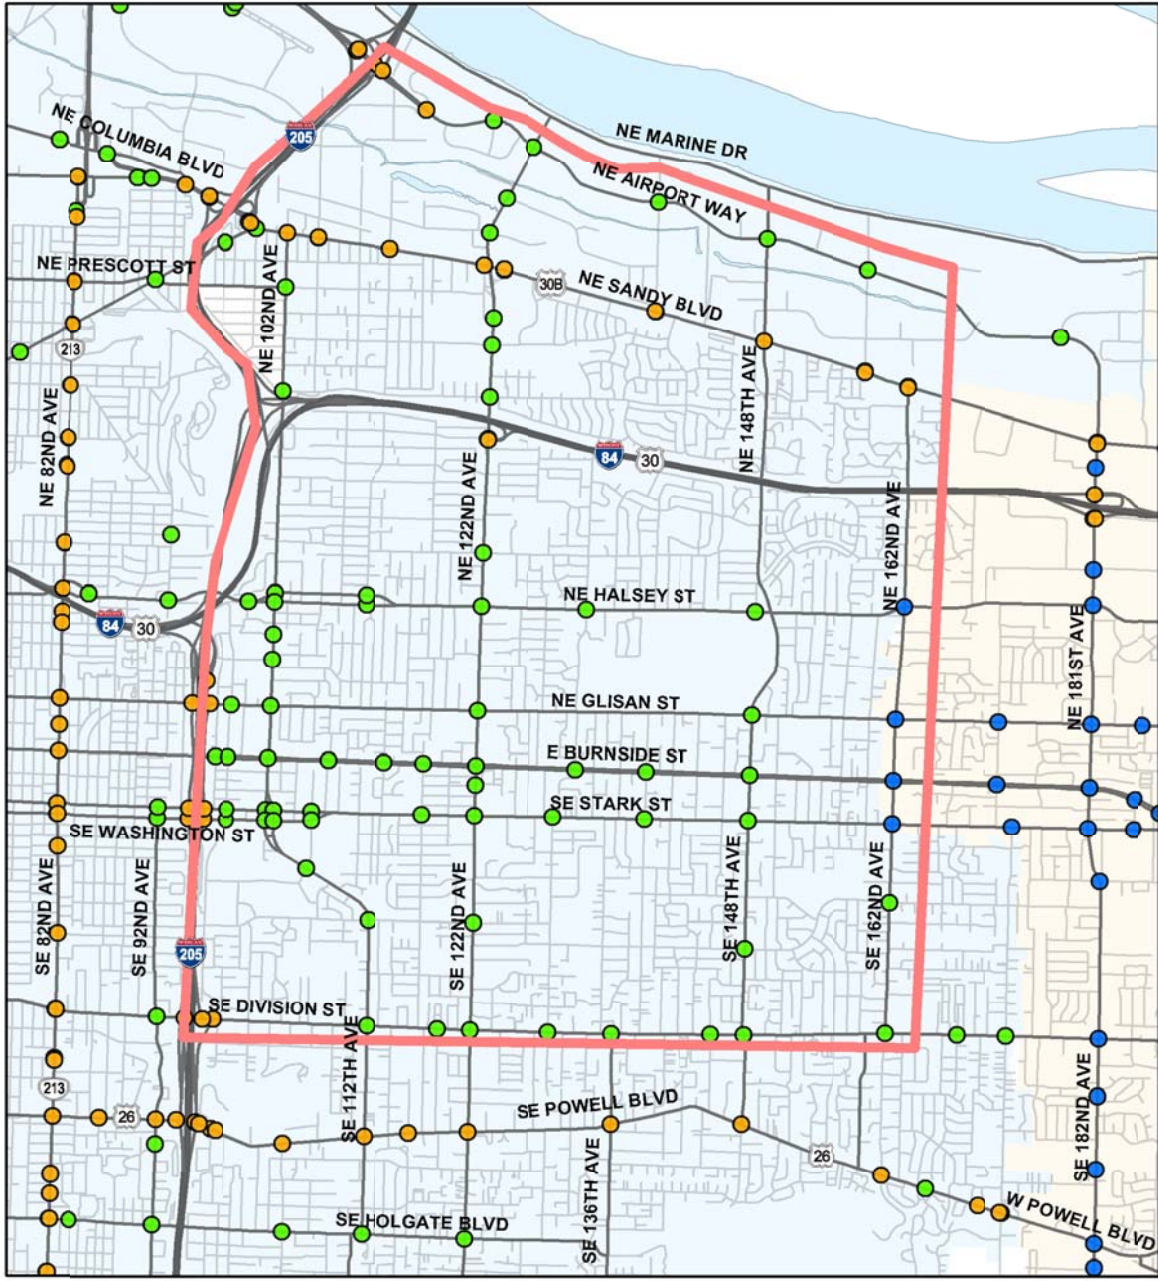 NE MARINE DR
NE COLUMBIA BLVD
205
NE AIRPORT WAY
NE PRESCOTT ST
NE 102ND AVE
30B
NE SANDY BLVD
213
NE 148TH AVE
NE 82ND AVE
84
30
NE 122ND AVE
NE 162ND AVE
NE HALSEY ST
84
30
NE 181ST AVE
NE GLISAN ST
E BURNSIDE ST
SE STARK ST
SE WASHINGTON ST
SE 82ND AVE
SE 92ND AVE
SE 122ND AVE
SE 148TH AVE
SE 162ND AVE
205
SE DIVISION ST
SE 112TH AVE
213
26
SE POWELL BLVD
SE 182ND AVE
26
SE 136TH AVE
W POWELL BLVD
SE HOLGATE BLVD